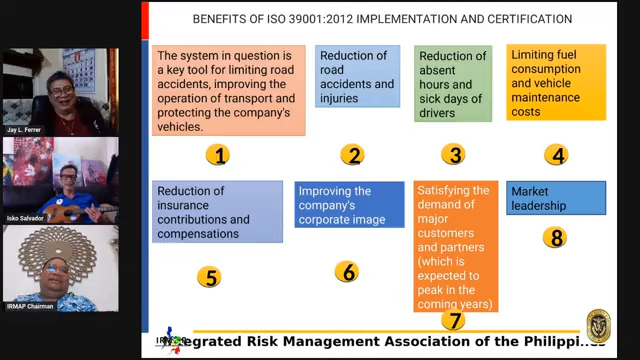 BENEFITS OF ISO 39001:2012 IMPLEMENTATION AND CERTIFICATION
The system in question is
a key tool for limiting road
accidents, improving the
operation of transport and
protecting the company's
vehicles.
1
Reduction of
road
accidents and
injuries
2
Reduction of
absent
hours and
sick days of
drivers
3
Limiting fuel
consumption
and vehicle
maintenance
costs
4
Reduction of
insurance
contributions and
compensations
5
Improving the
company's
corporate image
6
Satisfying the
demand of
major
customers
and partners
(which is
expected to
peak in the
coming years)
7
Market
leadership
8
Jay L. Ferrer
Isko Salvador
IRMAP Chairman
Integrated Risk Management Association of the Philippines